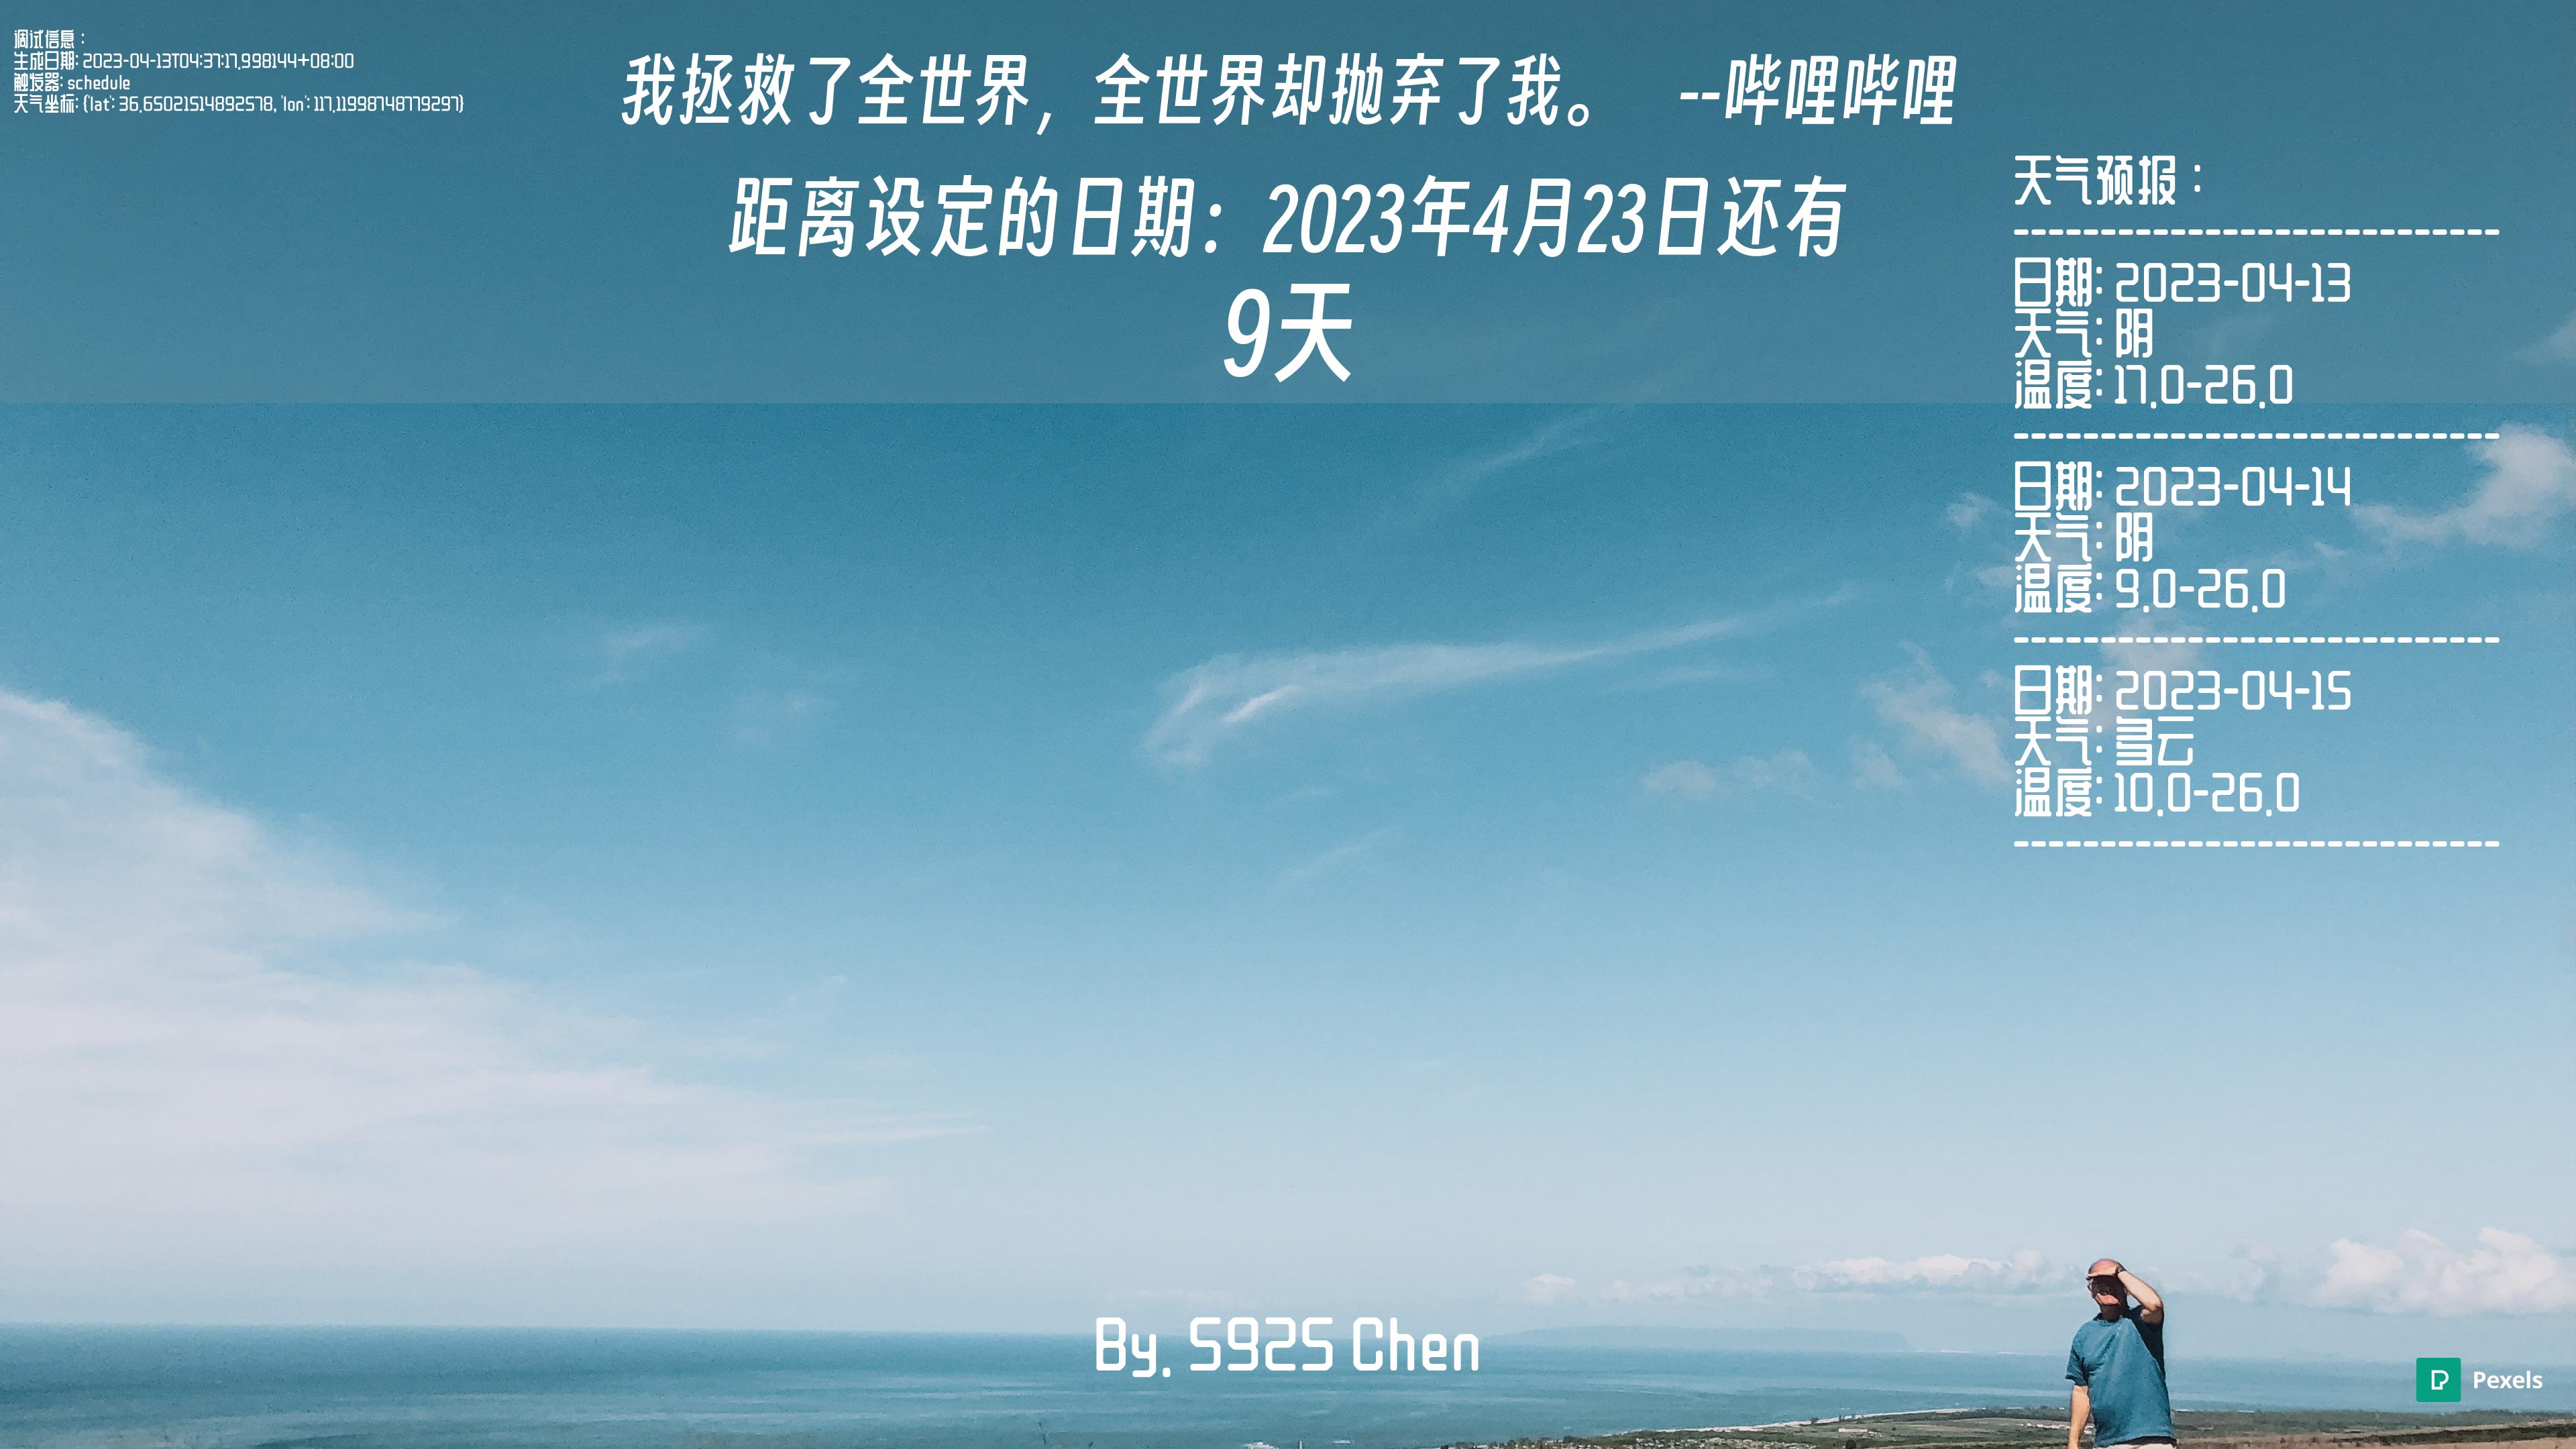 调试信息：
生成日期: 2023-04-13T04:37:17.998144+08:00
触发器: schedule
天气坐标: {'lat': 36.65021514892578, 'lon': 117.11998748779297}
我拯救了全世界，全世界却抛弃了我。 --哔哩哔哩
距离设定的日期：2023年4月23日还有
9天
天气预报：
----------------------------
日期: 2023-04-13
天气: 阴
温度: 17.0-26.0
----------------------------
日期: 2023-04-14
天气: 阴
温度: 9.0-26.0
----------------------------
日期: 2023-04-15
天气: 多云
温度: 10.0-26.0
----------------------------
By. S92S Chen
Pexels